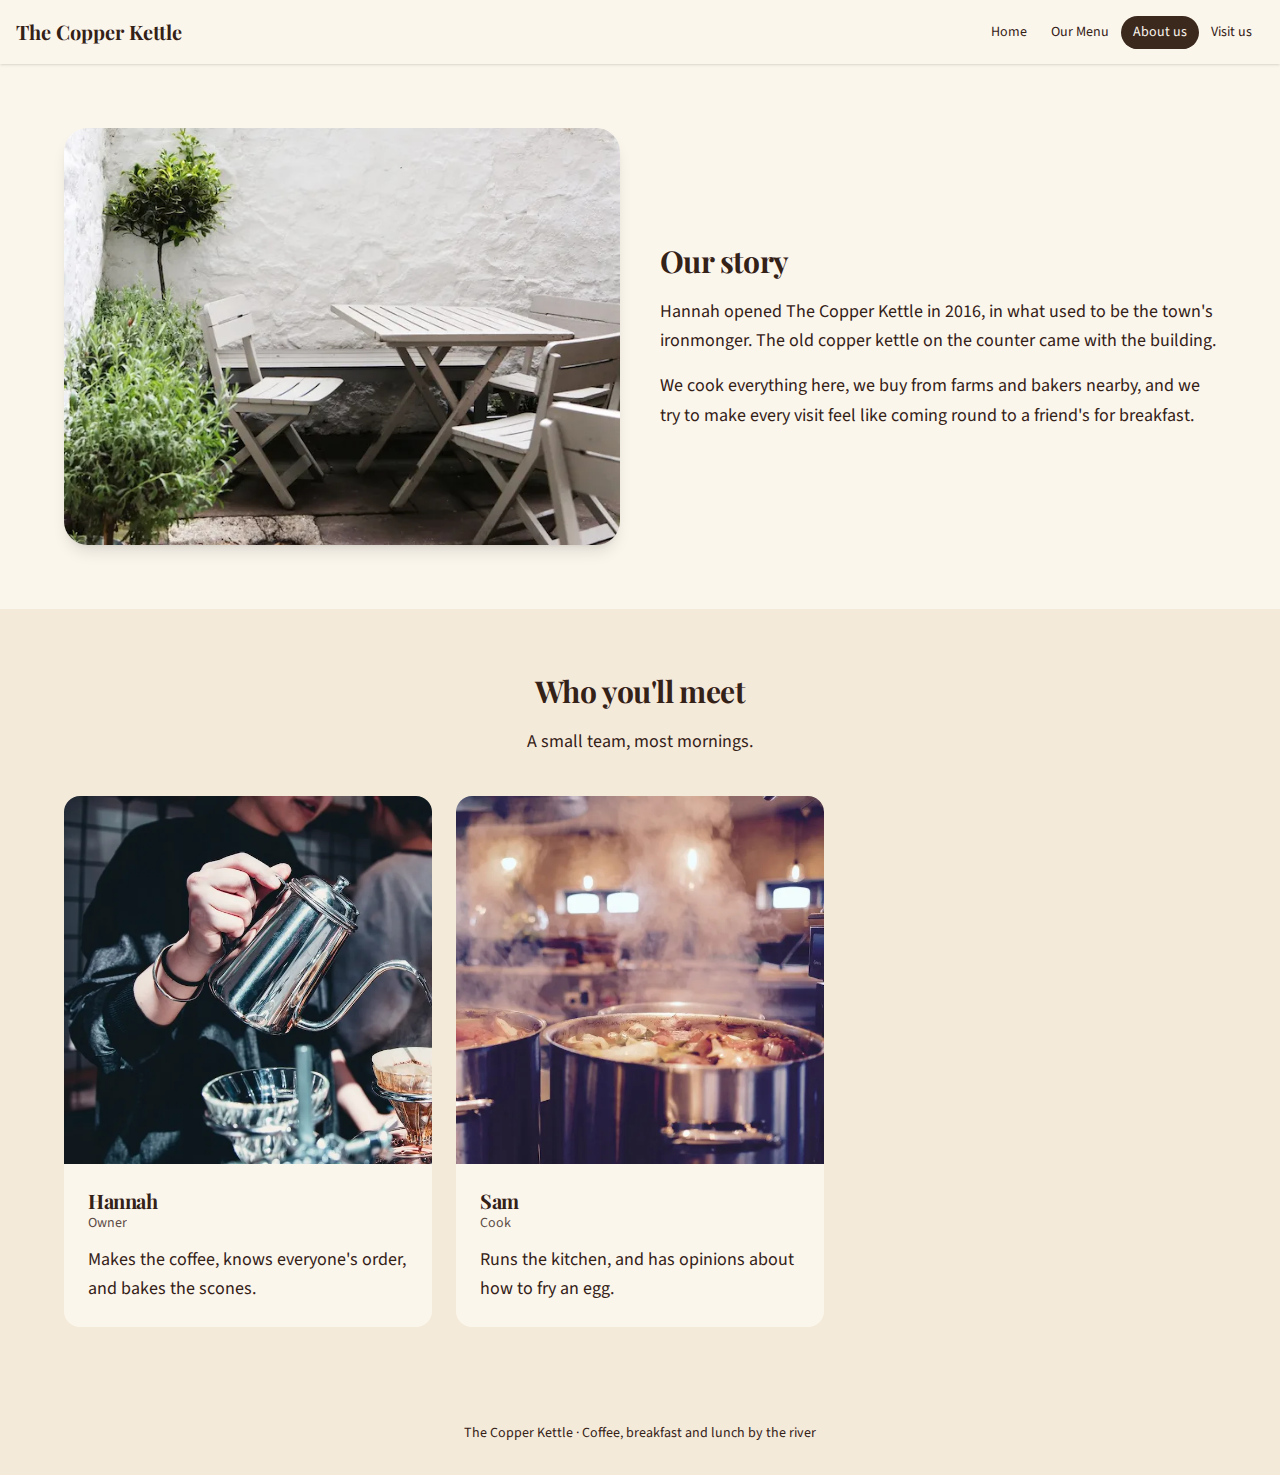 The Copper Kettle
Home
Our Menu
About us
Visit us
Our story
Hannah opened The Copper Kettle in 2016, in what used to be the town's
ironmonger. The old copper kettle on the counter came with the building.
We cook everything here, we buy from farms and bakers nearby, and we
try to make every visit feel like coming round to a friend's for breakfast.
Who you'll meet
A small team, most mornings.
Hannah
Owner
Makes the coffee, knows everyone's order,
and bakes the scones.
Sam
Cook
Runs the kitchen, and has opinions about
how to fry an egg.
The Copper Kettle · Coffee, breakfast and lunch by the river